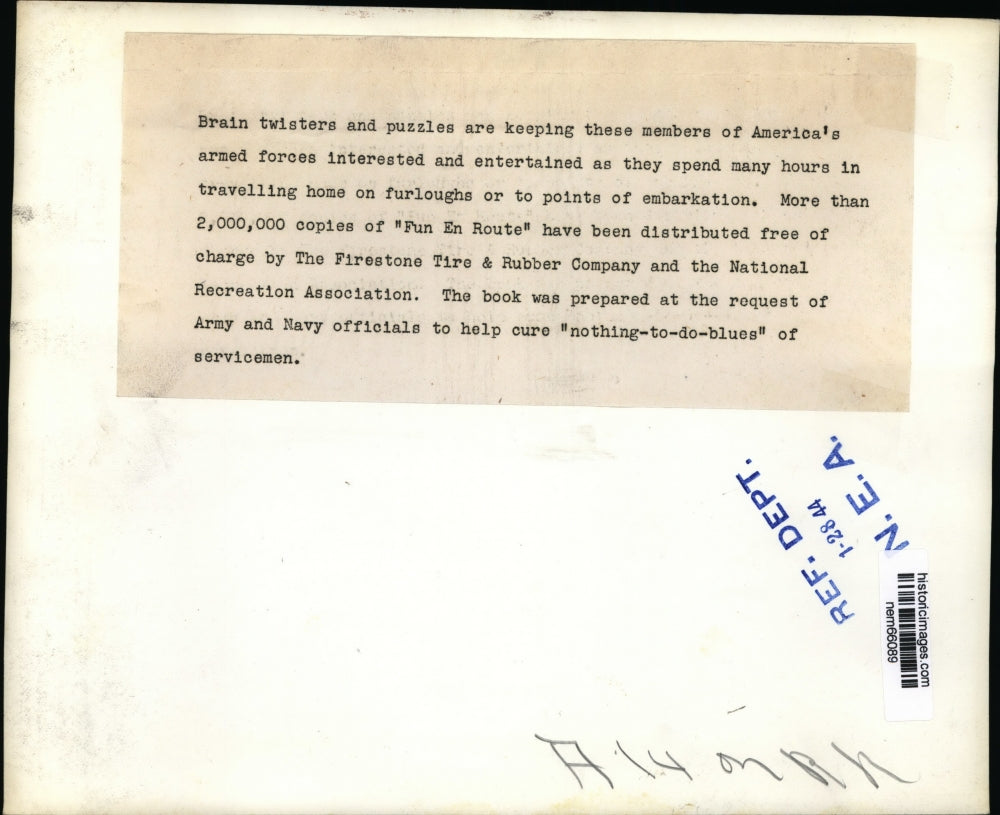 Brain twisters and puzzles are keeping these members of America's
armed forces interested and entertained as they spend many hours in
travelling home on furloughs or to points of embarkation.  More than
2,000,000 copies of "Fun En Route" have been distributed free of
charge by The Firestone Tire & Rubber Company and the National
Recreation Association.  The book was prepared at the request of
Army and Navy officials to help cure "nothing-to-do-blues" of
servicemen.
REF. DEPT.
1-28 44
N.E.A.
historicimages.com
nem66089